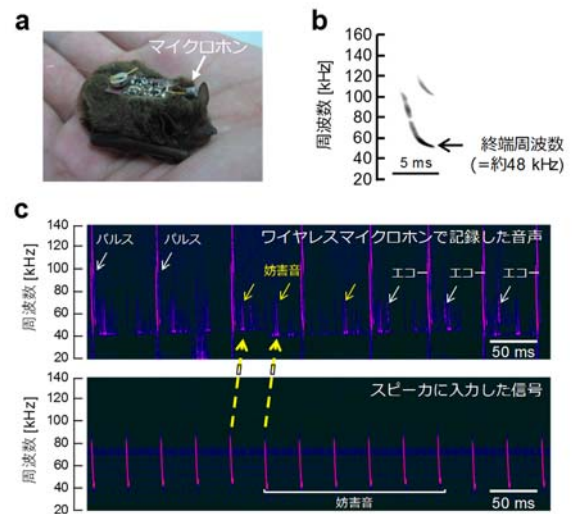 a
マイクロホン
b
周波数 [kHz]
140
120
100
80
60
40
20
5 ms
終端周波数
(=約48 kHz)
c
周波数 [kHz]
140
120
100
80
60
40
20
パルス
パルス
ワイヤレスマイクロホンで記録した音声
妨害音
エコー
エコー
エコー
50 ms
周波数 [kHz]
140
120
100
80
60
40
20
スピーカに入力した信号
妨害音
50 ms